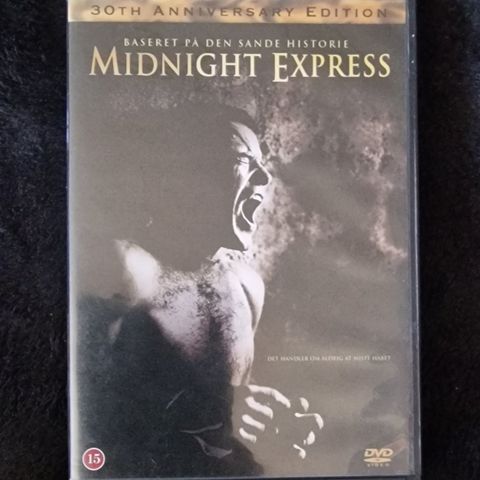 30TH ANNIVERSARY EDITION
BASERET PÅ DEN SANDE HISTORIE
MIDNIGHT EXPRESS
DET HANDLER OM ALDRIG AT MISTE HÅBET
15
DVD
VIDEO